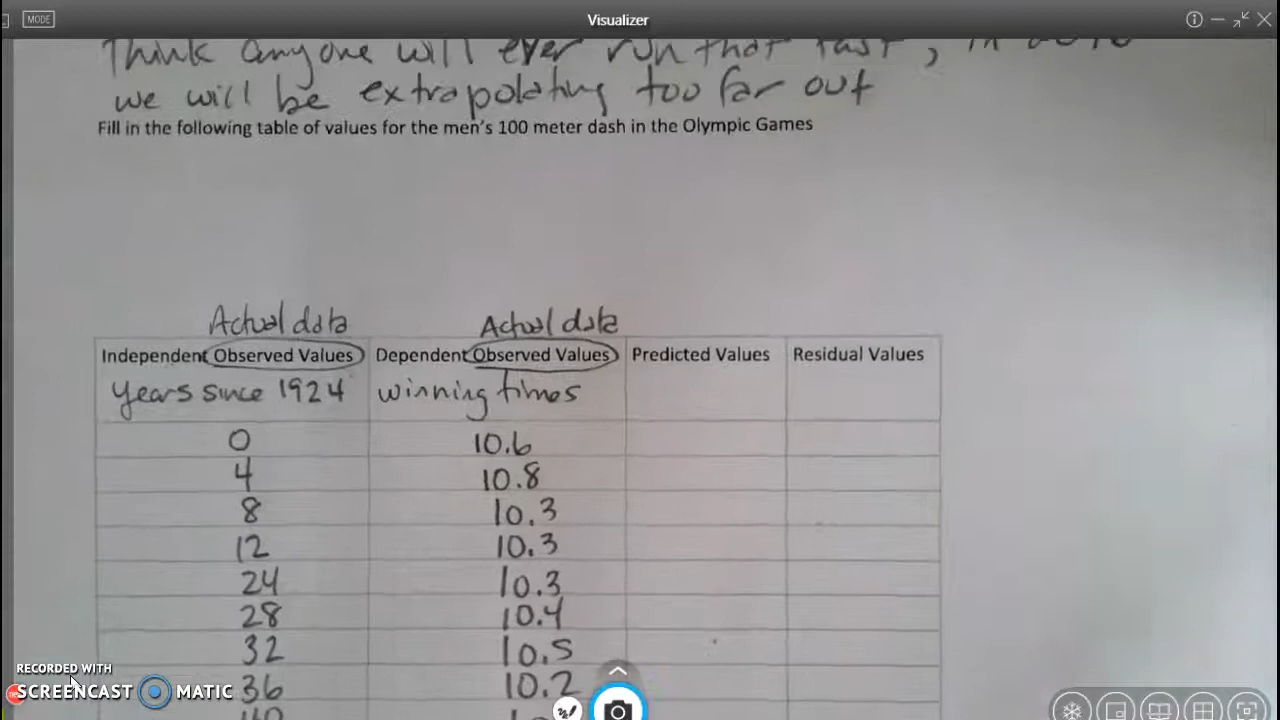 MODE
Visualizer
Think anyone will ever run that fast, in
we will be extrapolating too far out
Fill in the following table of values for the men's 100 meter dash in the Olympic Games
Actual data Actual data
Independent Observed Values Dependent Observed Values Predicted Values Residual Values
Years since 1924 winning times
0 10.6
4 10.8
8 10.3
12 10.3
24 10.3
28 10.4
32 10.5
36 10.2
RECORDED WITH
SCREENCAST MATIC